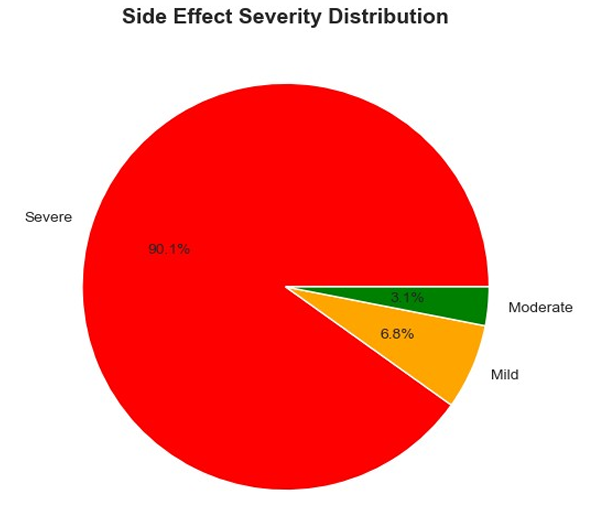 Side Effect Severity Distribution
Severe
90.1%
3.1%
Moderate
6.8%
Mild